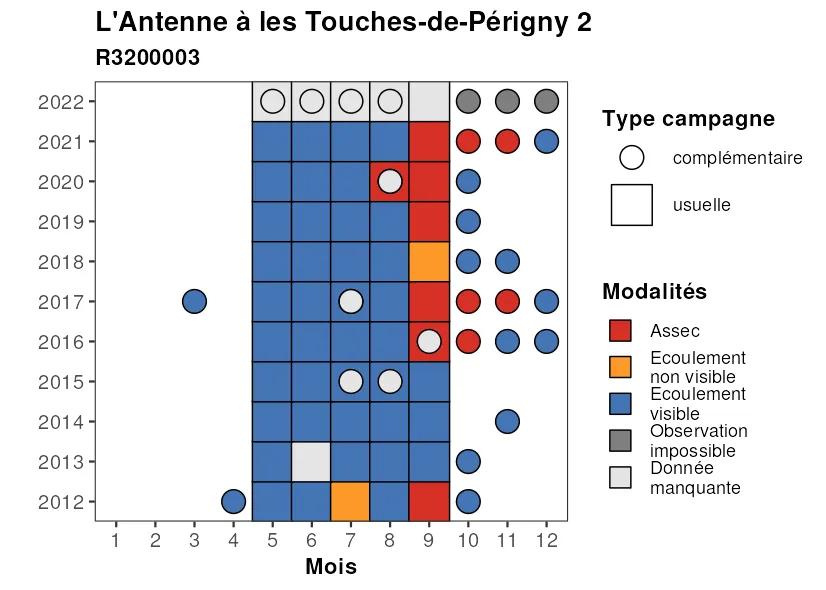 L'Antenne à les Touches-de-Périgny 2
R3200003
2022
2021
2020
2019
2018
2017
2016
2015
2014
2013
2012
1 2 3 4 5 6 7 8 9 10 11 12
Mois
Type campagne
complémentaire
usuelle
Modalités
Assec
Ecoulement
non visible
Ecoulement
visible
Observation
impossible
Donnée
manquante